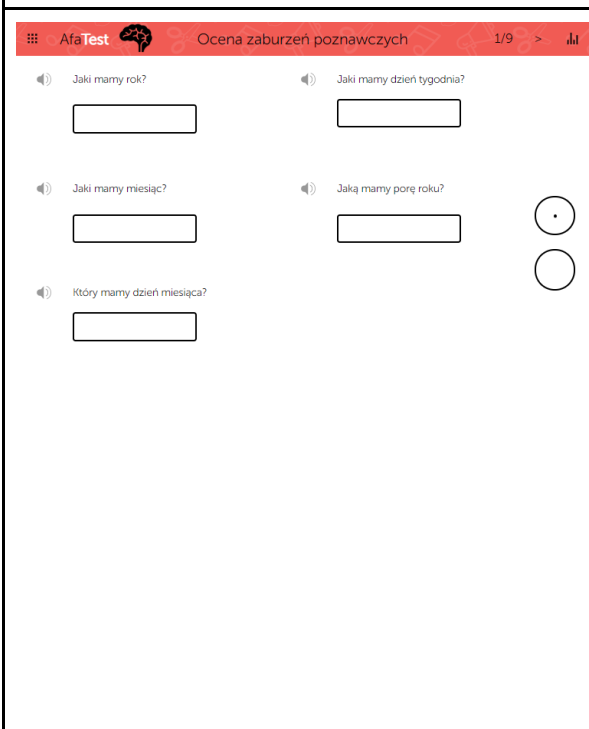 AfaTest
Ocena zaburzeń poznawczych
1/9 >
Jaki mamy rok?
Jaki mamy dzień tygodnia?
Jaki mamy miesiąc?
Jaką mamy porę roku?
Który mamy dzień miesiąca?